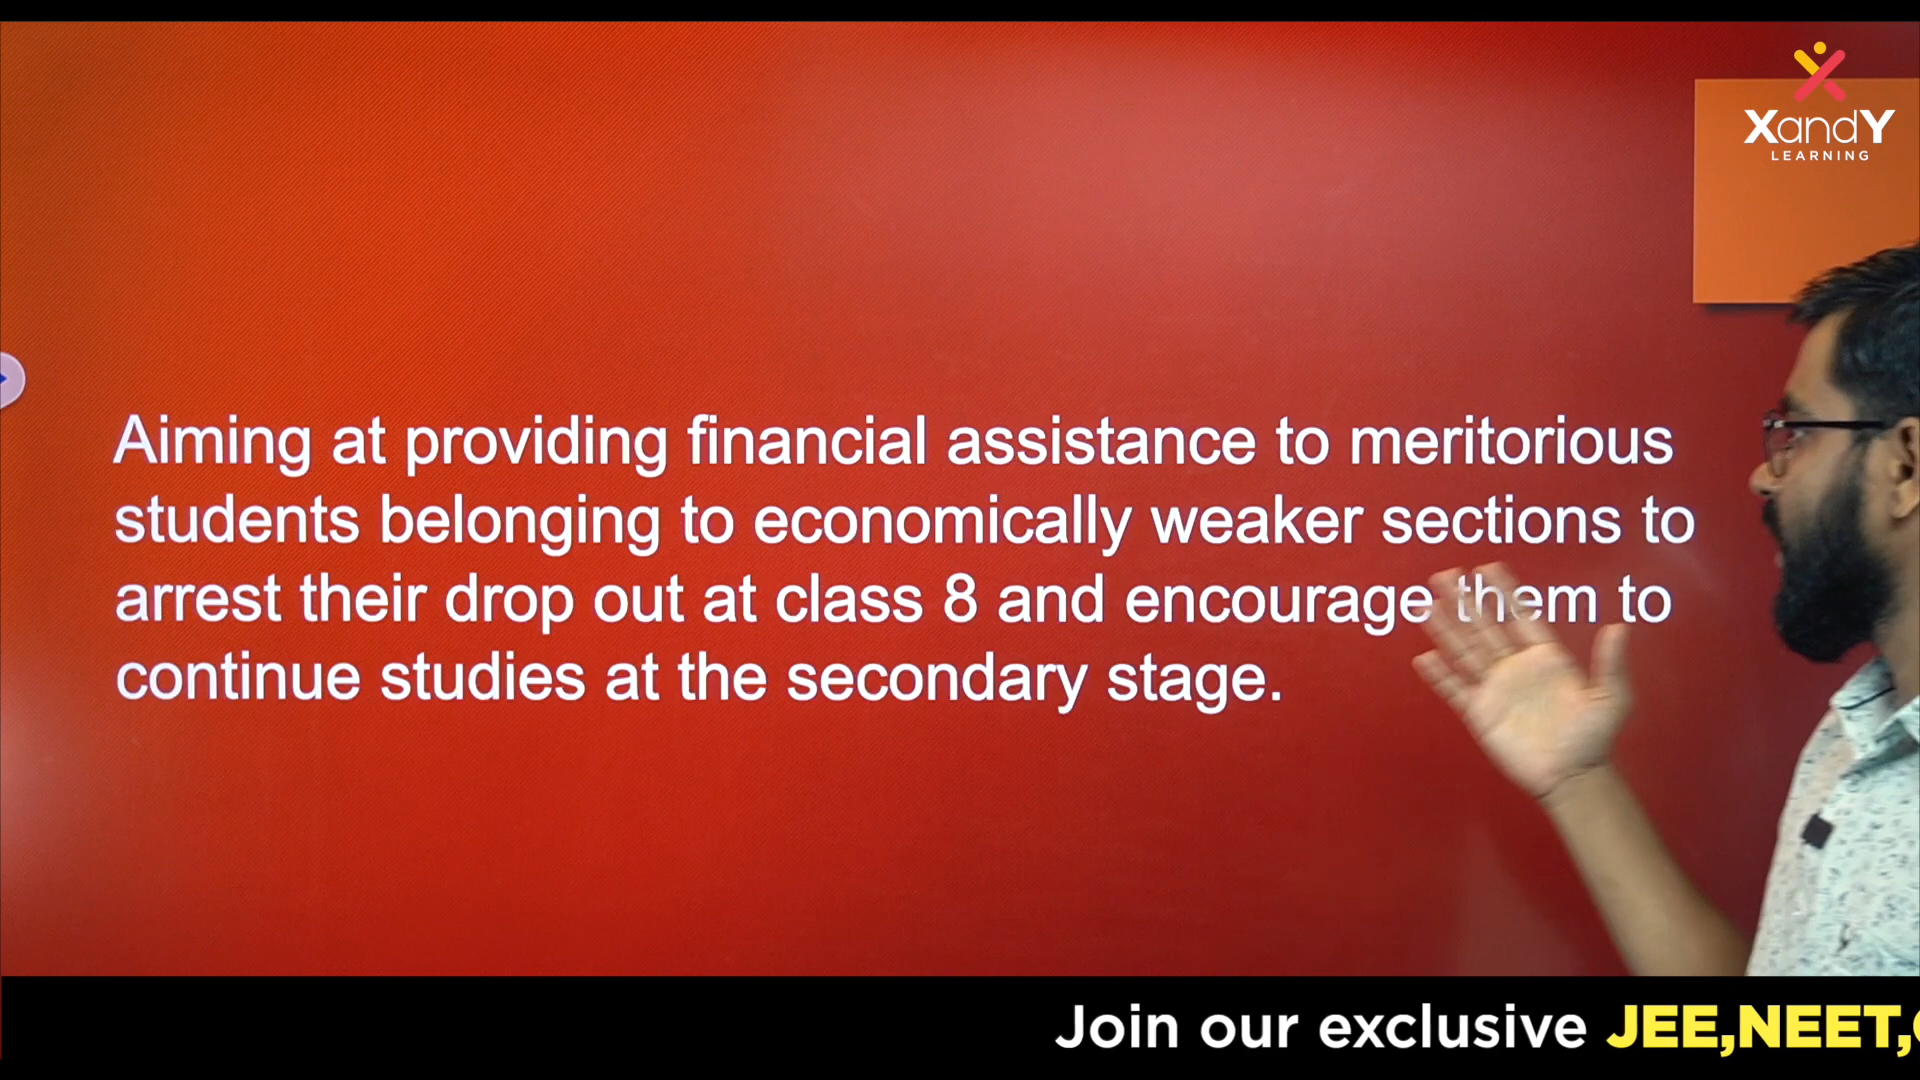 XandY
LEARNING
Aiming at providing financial assistance to meritorious
students belonging to economically weaker sections to
arrest their drop out at class 8 and encourage them to
continue studies at the secondary stage.
Join our exclusive JEE,NEET,